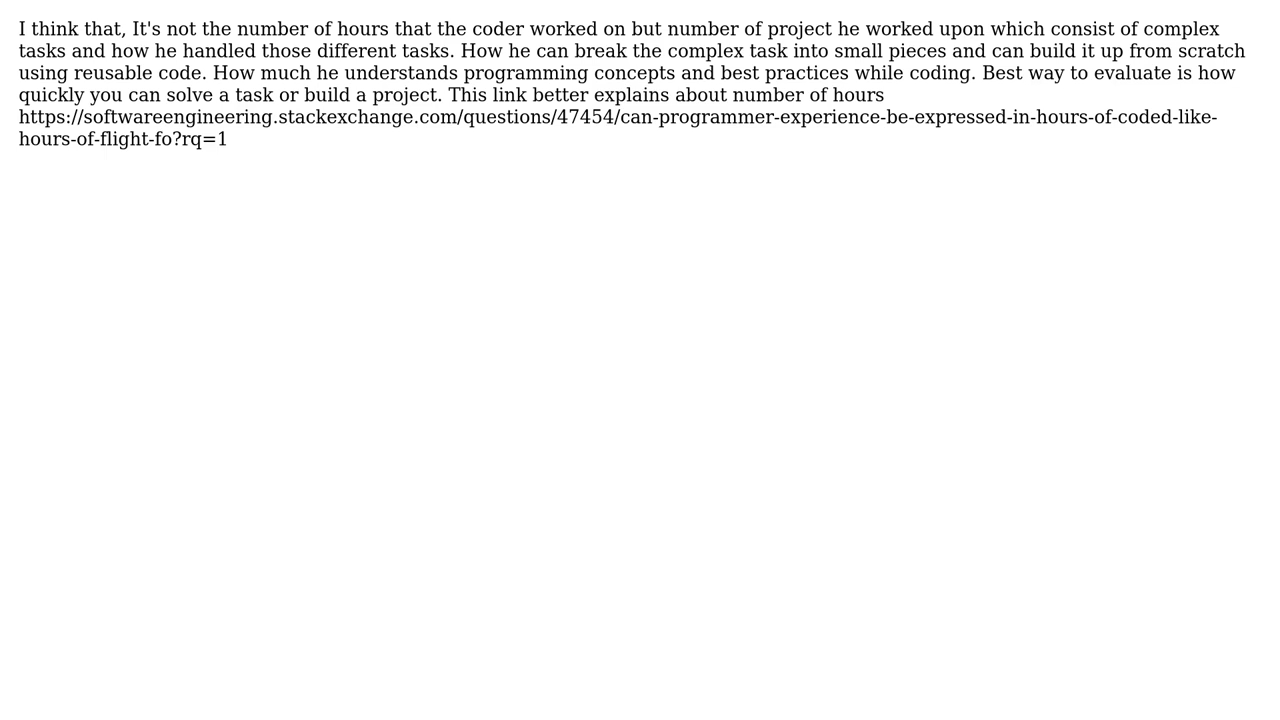 I think that, It's not the number of hours that the coder worked on but number of project he worked upon which consist of complex
tasks and how he handled those different tasks. How he can break the complex task into small pieces and can build it up from scratch
using reusable code. How much he understands programming concepts and best practices while coding. Best way to evaluate is how
quickly you can solve a task or build a project. This link better explains about number of hours
https://softwareengineering.stackexchange.com/questions/47454/can-programmer-experience-be-expressed-in-hours-of-coded-like-
hours-of-flight-fo?rq=1